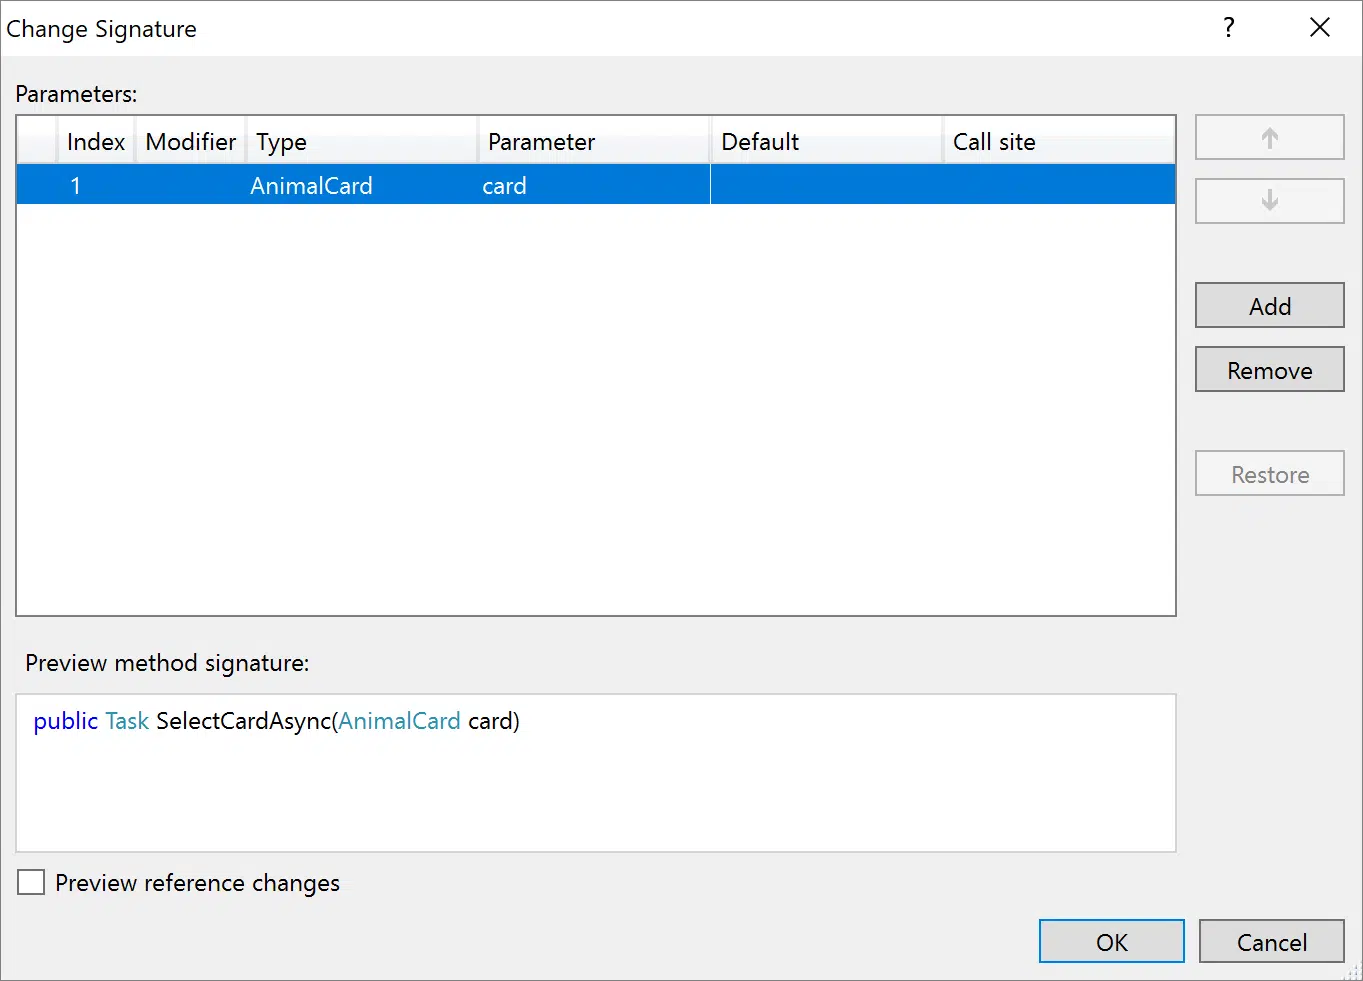 Change Signature
?
Parameters:
Index Modifier Type Parameter Default Call site
1 AnimalCard card
Add
Remove
Restore
Preview method signature:
public Task SelectCardAsync(AnimalCard card)
Preview reference changes
OK Cancel